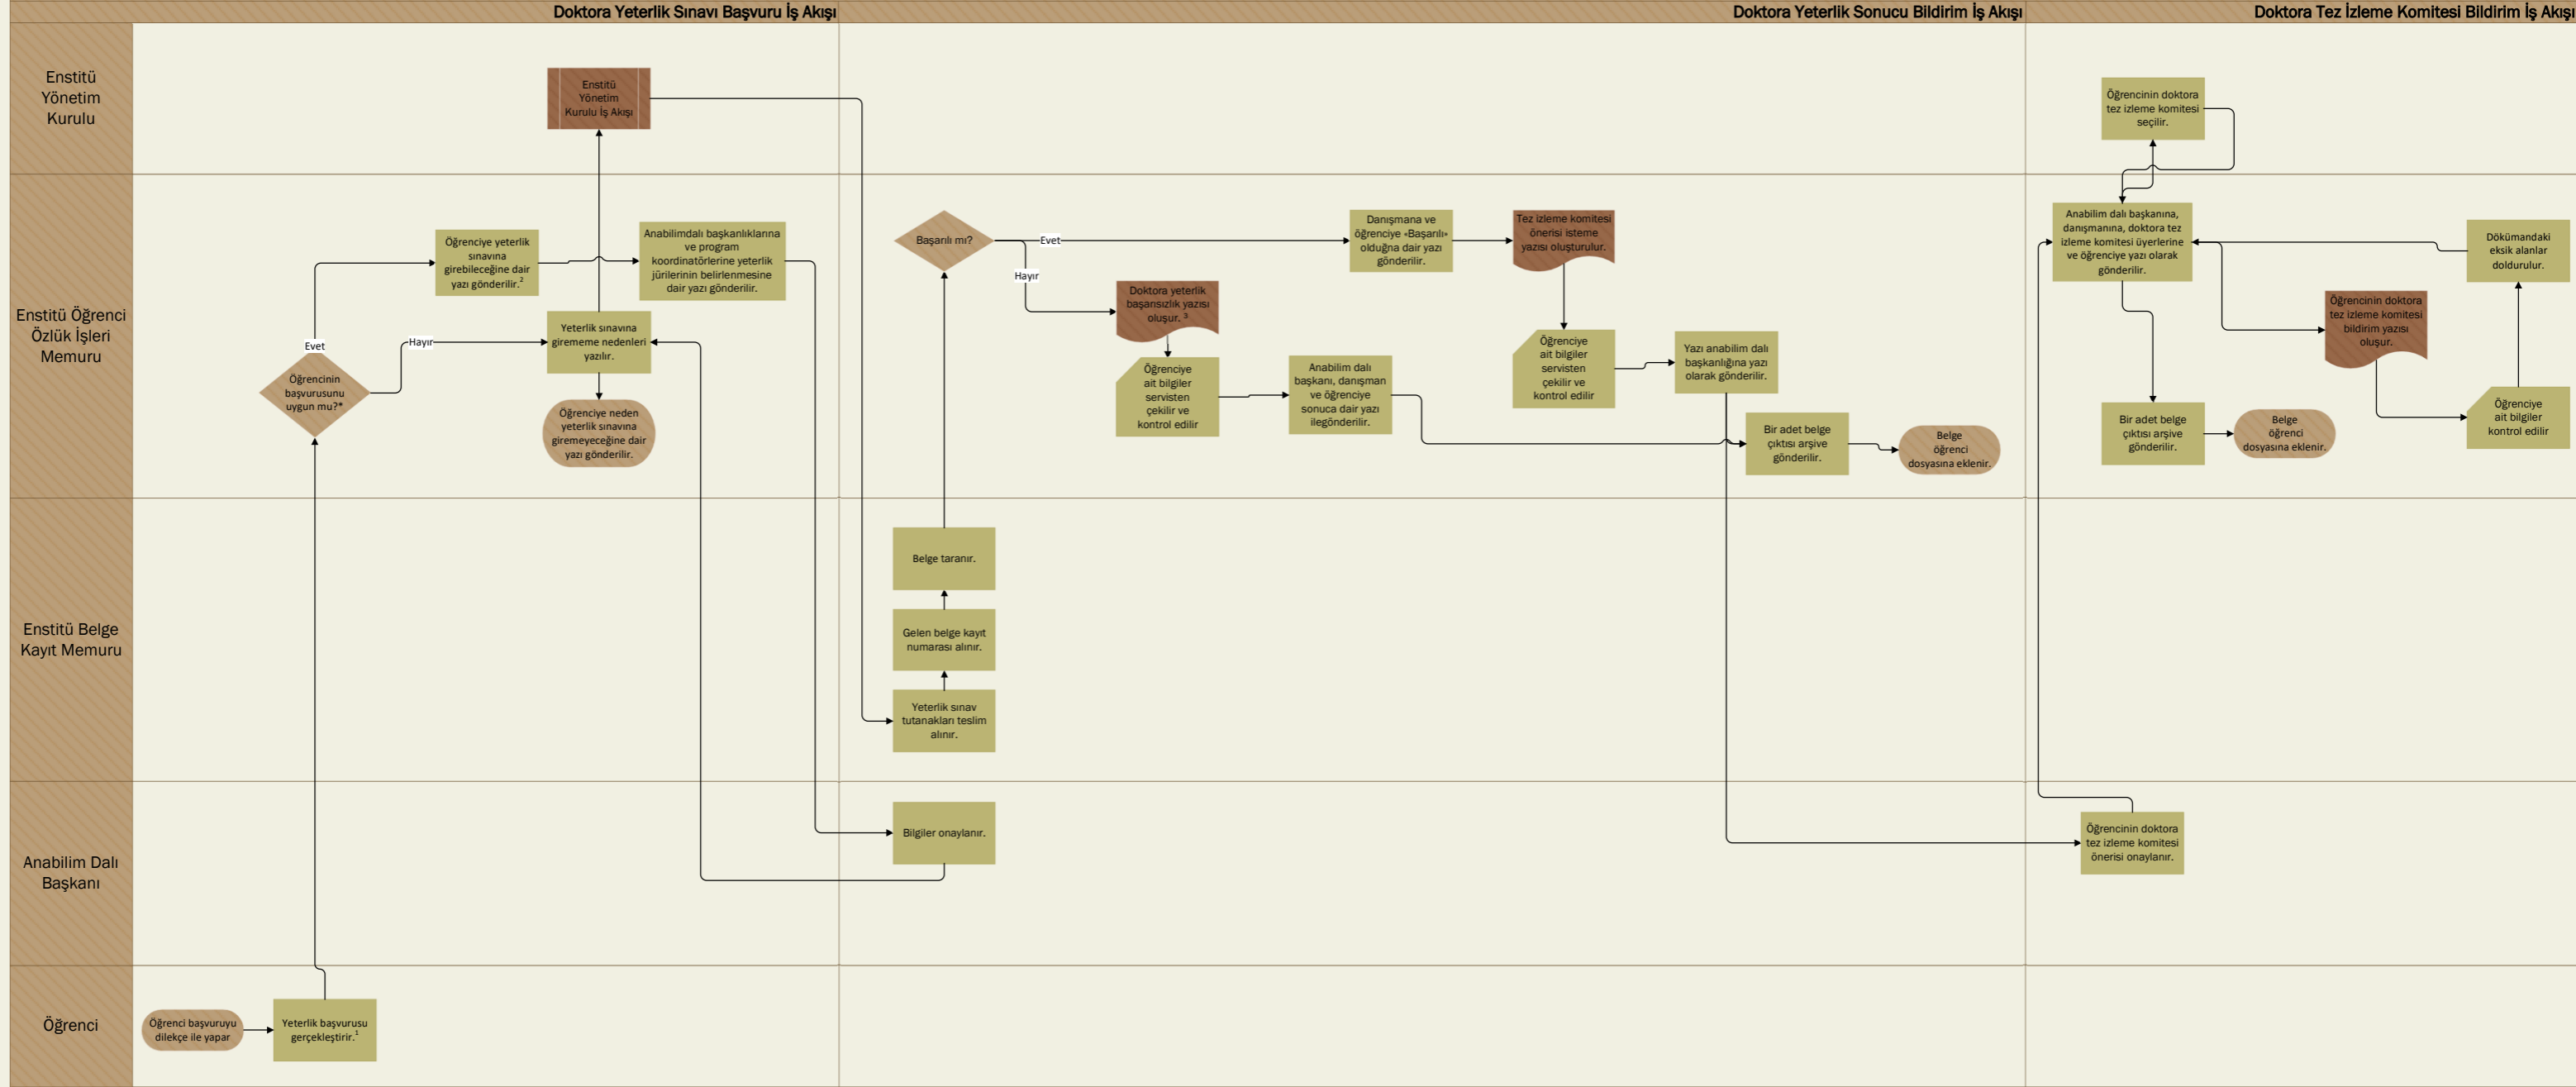 Doktora Yeterlik Sınavı Başvuru İş Akışı
Doktora Yeterlik Sonucu Bildirim İş Akışı
Doktora Tez İzleme Komitesi Bildirim İş Akışı
Enstitü
Yönetim
Kurulu
Enstitü
Yönetim
Kurulu İş Akışı
Öğrencinin doktora
tez izleme komitesi
seçilir.
Enstitü Öğrenci
Özlük İşleri
Memuru
Öğrenciye yeterlik
sınavına
girebileceğine dair
yazı gönderilir.²
Anabilimdalı başkanlıklarına
ve program
koordinatörlerine yeterlik
jürilerinin belirlenmesine
dair yazı gönderilir.
Evet
Hayır
Öğrencinin
başvurusunu
uygun mu?*
Yeterlik sınavına
girememe nedenleri
yazılır.
Öğrenciye neden
yeterlik sınavına
giremeyeceğine dair
yazı gönderilir.
Başarılı mı?
Evet
Hayır
Danışmana ve
öğrenciye «Başarılı»
olduğna dair yazı
gönderilir.
Tez izleme komitesi
önerisi isteme
yazısı oluşturulur.
Doktora yeterlik
başarısızlık yazısı
oluşur. ³
Öğrenciye
ait bilgiler
servisten
çekilir ve
kontrol edilir
Anabilim dalı
başkanı, danışman
ve öğrenciye
sonuca dair yazı
ilegönderilir.
Öğrenciye
ait bilgiler
servisten
çekilir ve
kontrol edilir
Yazı anabilim dalı
başkanlığına yazı
olarak gönderilir.
Bir adet belge
çıktısı arşive
gönderilir.
Belge
öğrenci
dosyasına eklenir.
Anabilim dalı başkanına,
danışmanına, doktora tez
izleme komitesi üyerlerine
ve öğrenciye yazı olarak
gönderilir.
Dökümandaki
eksik alanlar
doldurulur.
Öğrencinin doktora
tez izleme komitesi
bildirim yazısı
oluşur.
Bir adet belge
çıktısı arşive
gönderilir.
Belge
öğrenci
dosyasına eklenir.
Öğrenciye
ait bilgiler
kontrol edilir
Enstitü Belge
Kayıt Memuru
Belge taranır.
Gelen belge kayıt
numarası alınır.
Yeterlik sınav
tutanakları teslim
alınır.
Anabilim Dalı
Başkanı
Bilgiler onaylanır.
Öğrencinin doktora
tez izleme komitesi
önerisi onaylanır.
Öğrenci
Öğrenci başvuruyu
dilekçe ile yapar
Yeterlik başvurusu
gerçekleştirir.¹